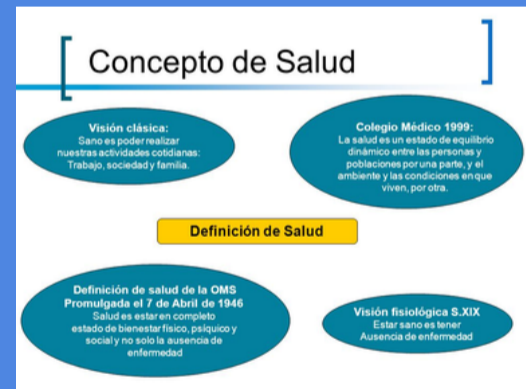 Concepto de Salud
Visión clásica:
Sano es poder realizar
nuestras actividades cotidianas:
Trabajo, sociedad y familia.
Colegio Médico 1999:
La salud es un estado de equilibrio
dinámico entre las personas y
poblaciones por una parte, y el
ambiente y las condiciones en que
viven, por otra.
Definición de Salud
Definición de salud de la OMS
Promulgada el 7 de Abril de 1946
Salud es estar en completo
estado de bienestar físico, psíquico y
social y no solo la ausencia de
enfermedad
Visión fisiológica S.XIX
Estar sano es tener
Ausencia de enfermedad